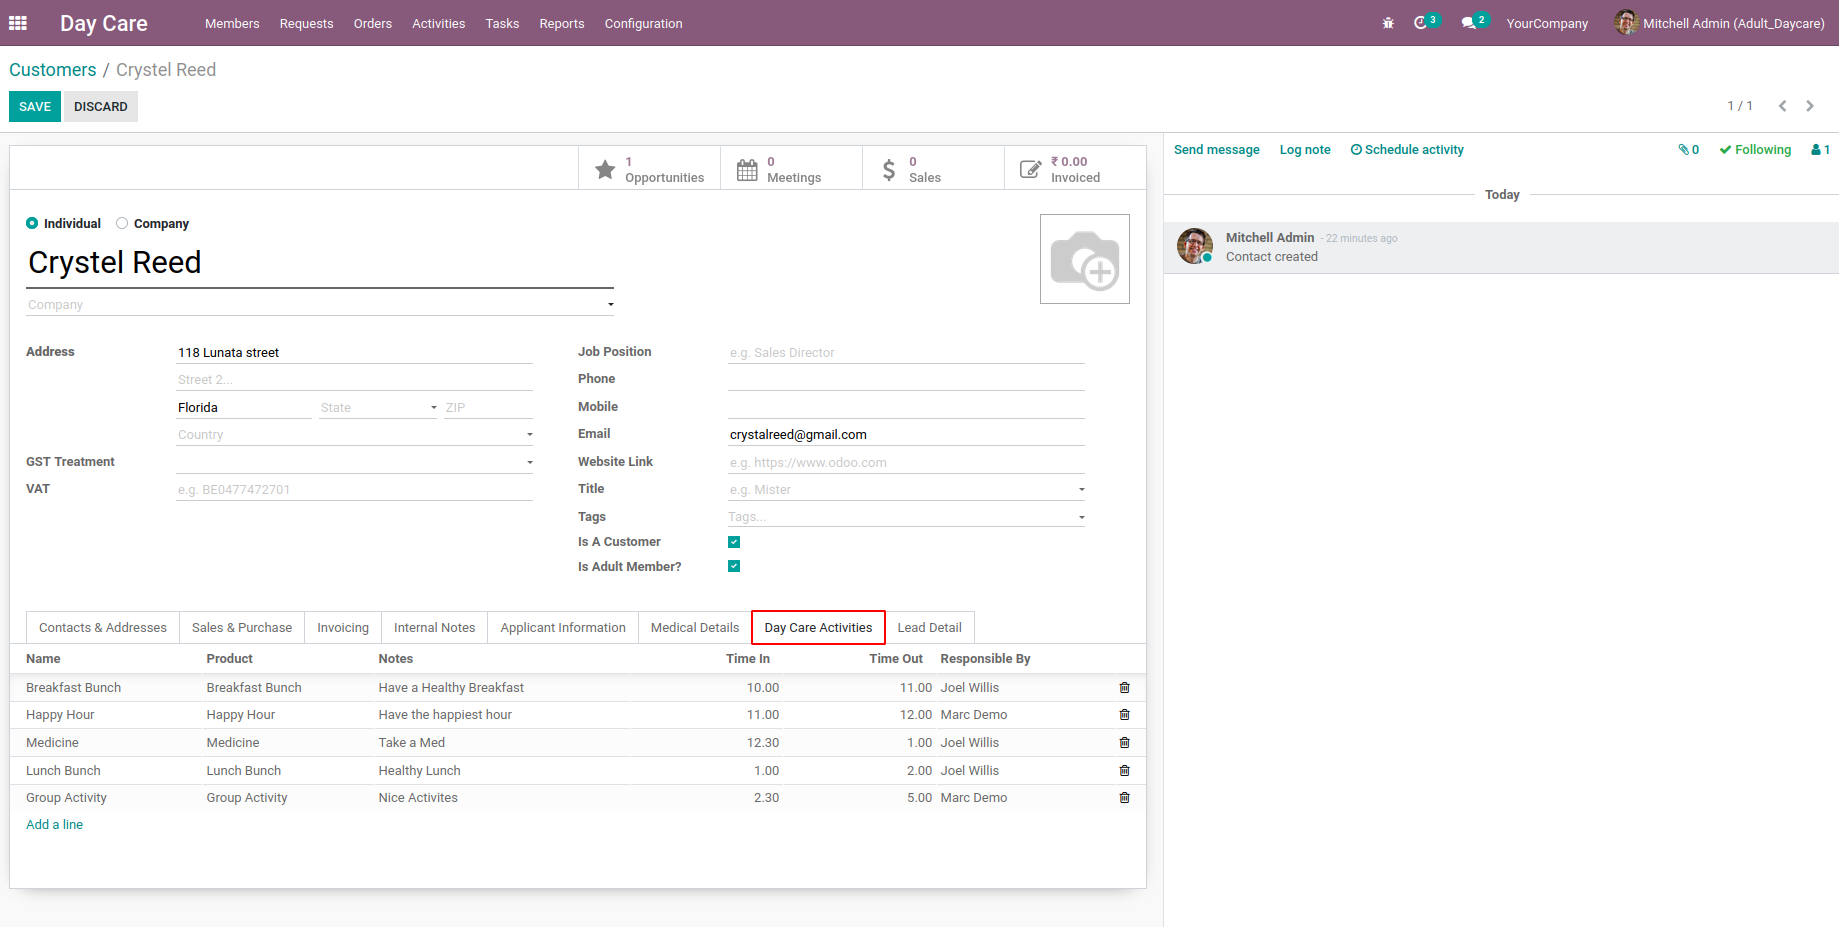 Day Care Members Requests Orders Activities Tasks Reports Configuration 3 2 YourCompany Mitchell Admin (Adult_Daycare)
Customers / Crystel Reed
SAVE DISCARD 1 / 1
1 Opportunities 0 Meetings 0 Sales ₹ 0.00 Invoiced
Send message Log note Schedule activity 0 Following 1
Today
Mitchell Admin - 22 minutes ago
Contact created
Individual Company
Crystel Reed
Company
Address 118 Lunata street
Street 2...
Florida State ZIP
Country
GST Treatment
VAT e.g. BE0477472701
Job Position e.g. Sales Director
Phone
Mobile
Email crystalreed@gmail.com
Website Link e.g. https://www.odoo.com
Title e.g. Mister
Tags Tags...
Is A Customer
Is Adult Member?
Contacts & Addresses Sales & Purchase Invoicing Internal Notes Applicant Information Medical Details Day Care Activities Lead Detail
Name Product Notes Time In Time Out Responsible By
Breakfast Bunch Breakfast Bunch Have a Healthy Breakfast 10.00 11.00 Joel Willis
Happy Hour Happy Hour Have the happiest hour 11.00 12.00 Marc Demo
Medicine Medicine Take a Med 12.30 1.00 Joel Willis
Lunch Bunch Lunch Bunch Healthy Lunch 1.00 2.00 Joel Willis
Group Activity Group Activity Nice Activites 2.30 5.00 Marc Demo
Add a line